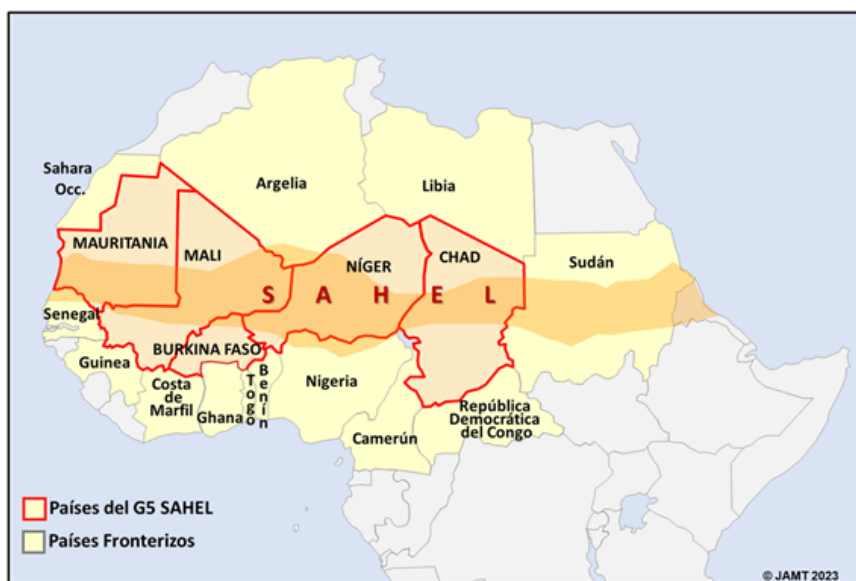 Sahara
Occ.
Argelia
Libia
MAURITANIA
MALI
NÍGER
CHAD
Sudán
S A H E L
Senegal
BURKINA FASO
Guinea
Costa
de Marfil
Ghana
Togo
Benín
Nigeria
Camerún
República
Democrática
del Congo
Países del G5 SAHEL
Países Fronterizos
© JAMT 2023